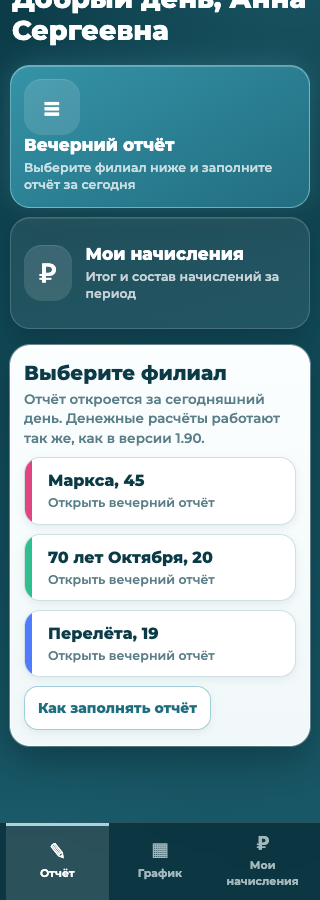 Добрый день, Анна
Сергеевна
Вечерний отчёт
Выберите филиал ниже и заполните
отчёт за сегодня
₽
Мои начисления
Итог и состав начислений за
период
Выберите филиал
Отчёт откроется за сегодняшний
день. Денежные расчёты работают
так же, как в версии 1.90.
Маркса, 45
Открыть вечерний отчёт
70 лет Октября, 20
Открыть вечерний отчёт
Перелёта, 19
Открыть вечерний отчёт
Как заполнять отчёт
Отчёт
График
₽
Мои
начисления